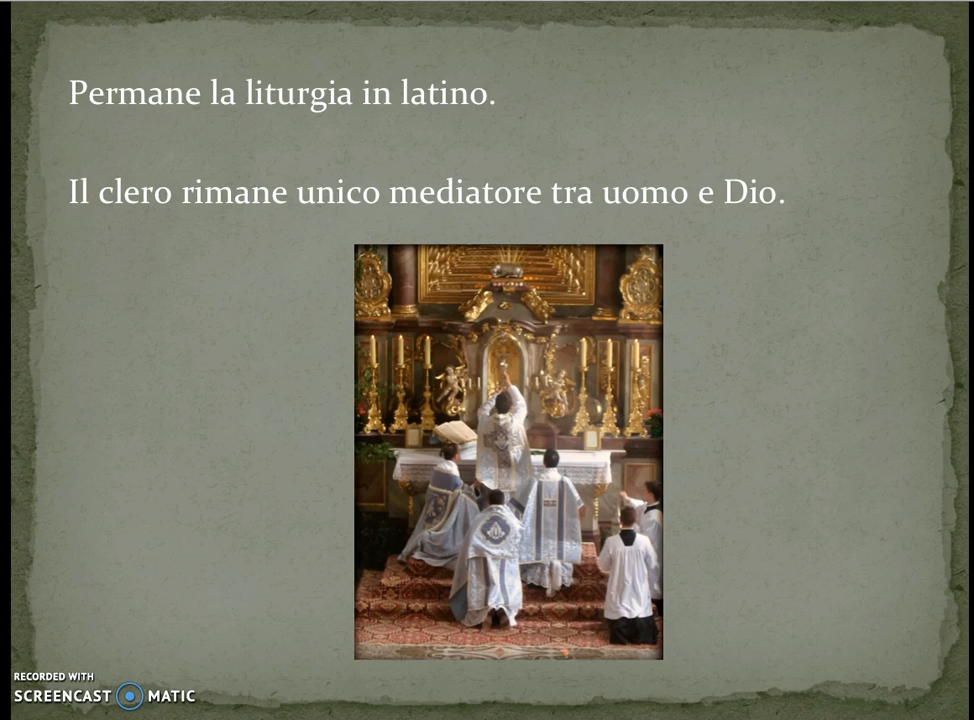 Permane la liturgia in latino.
Il clero rimane unico mediatore tra uomo e Dio.
RECORDED WITH
SCREENCAST MATIC